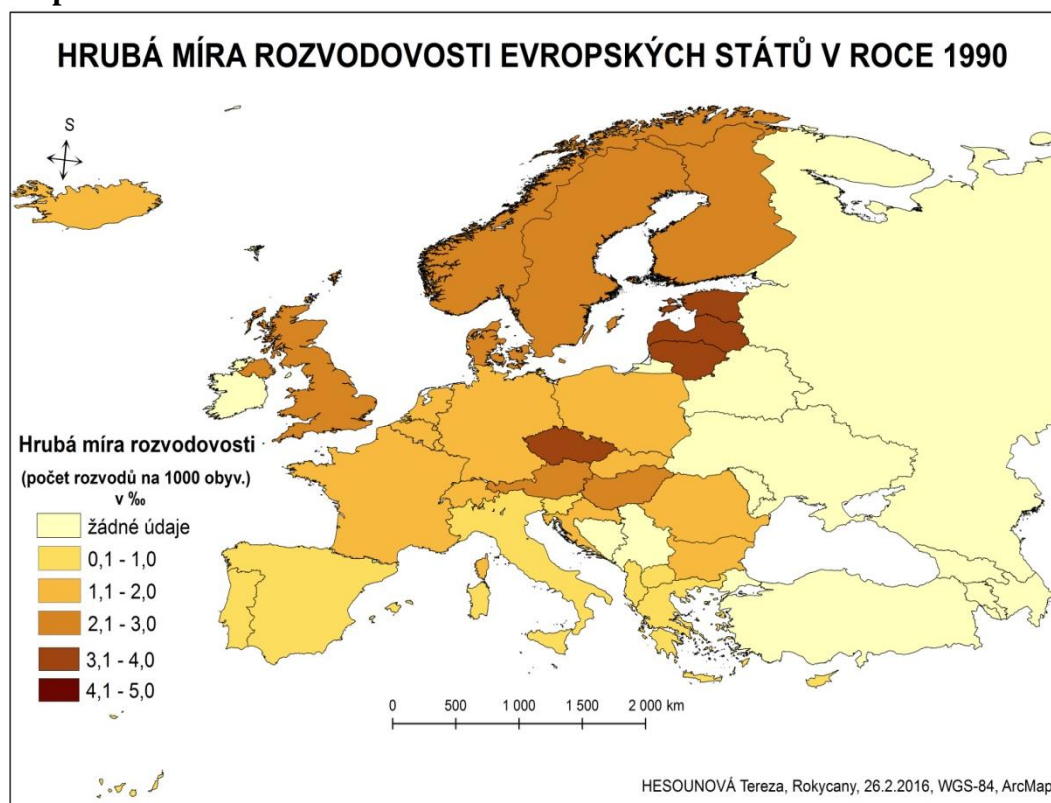 HRUBÁ MÍRA ROZVODOVOSTI EVROPSKÝCH STÁTŮ V ROCE 1990
S
Hrubá míra rozvodovosti
(počet rozvodů na 1000 obyv.)
v ‰
žádné údaje
0,1 - 1,0
1,1 - 2,0
2,1 - 3,0
3,1 - 4,0
4,1 - 5,0
0 500 1 000 1 500 2 000 km
HESOUNOVÁ Tereza, Rokycany, 26.2.2016, WGS-84, ArcMap